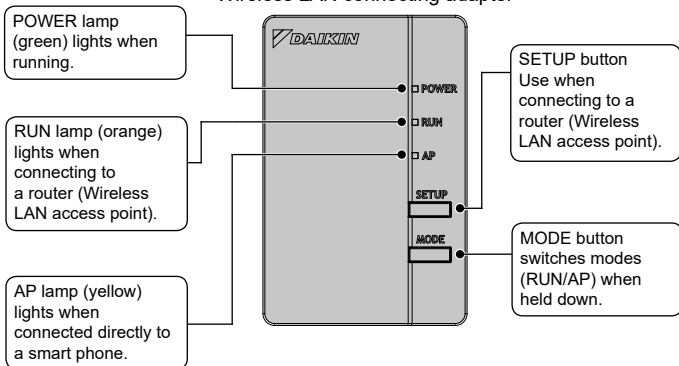 Wireless LAN connecting adapter
POWER lamp
(green) lights when
running.
RUN lamp (orange)
lights when
connecting to
a router (Wireless
LAN access point).
AP lamp (yellow)
lights when
connected directly to
a smart phone.
DAIKIN
POWER
RUN
AP
SETUP
MODE
SETUP button
Use when
connecting to a
router (Wireless
LAN access point).
MODE button
switches modes
(RUN/AP) when
held down.